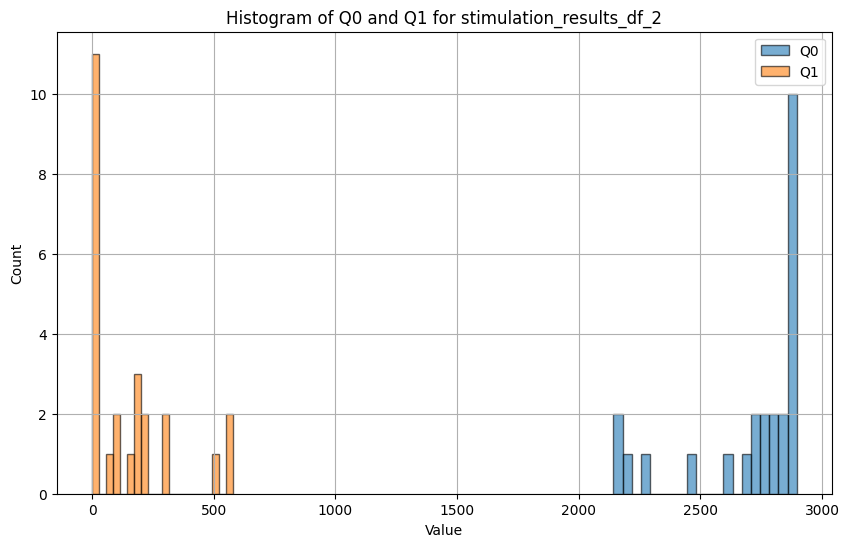 Histogram of Q0 and Q1 for stimulation_results_df_2
Q0
Q1
10
8
6
4
2
0
Count
0
500
1000
1500
2000
2500
3000
Value